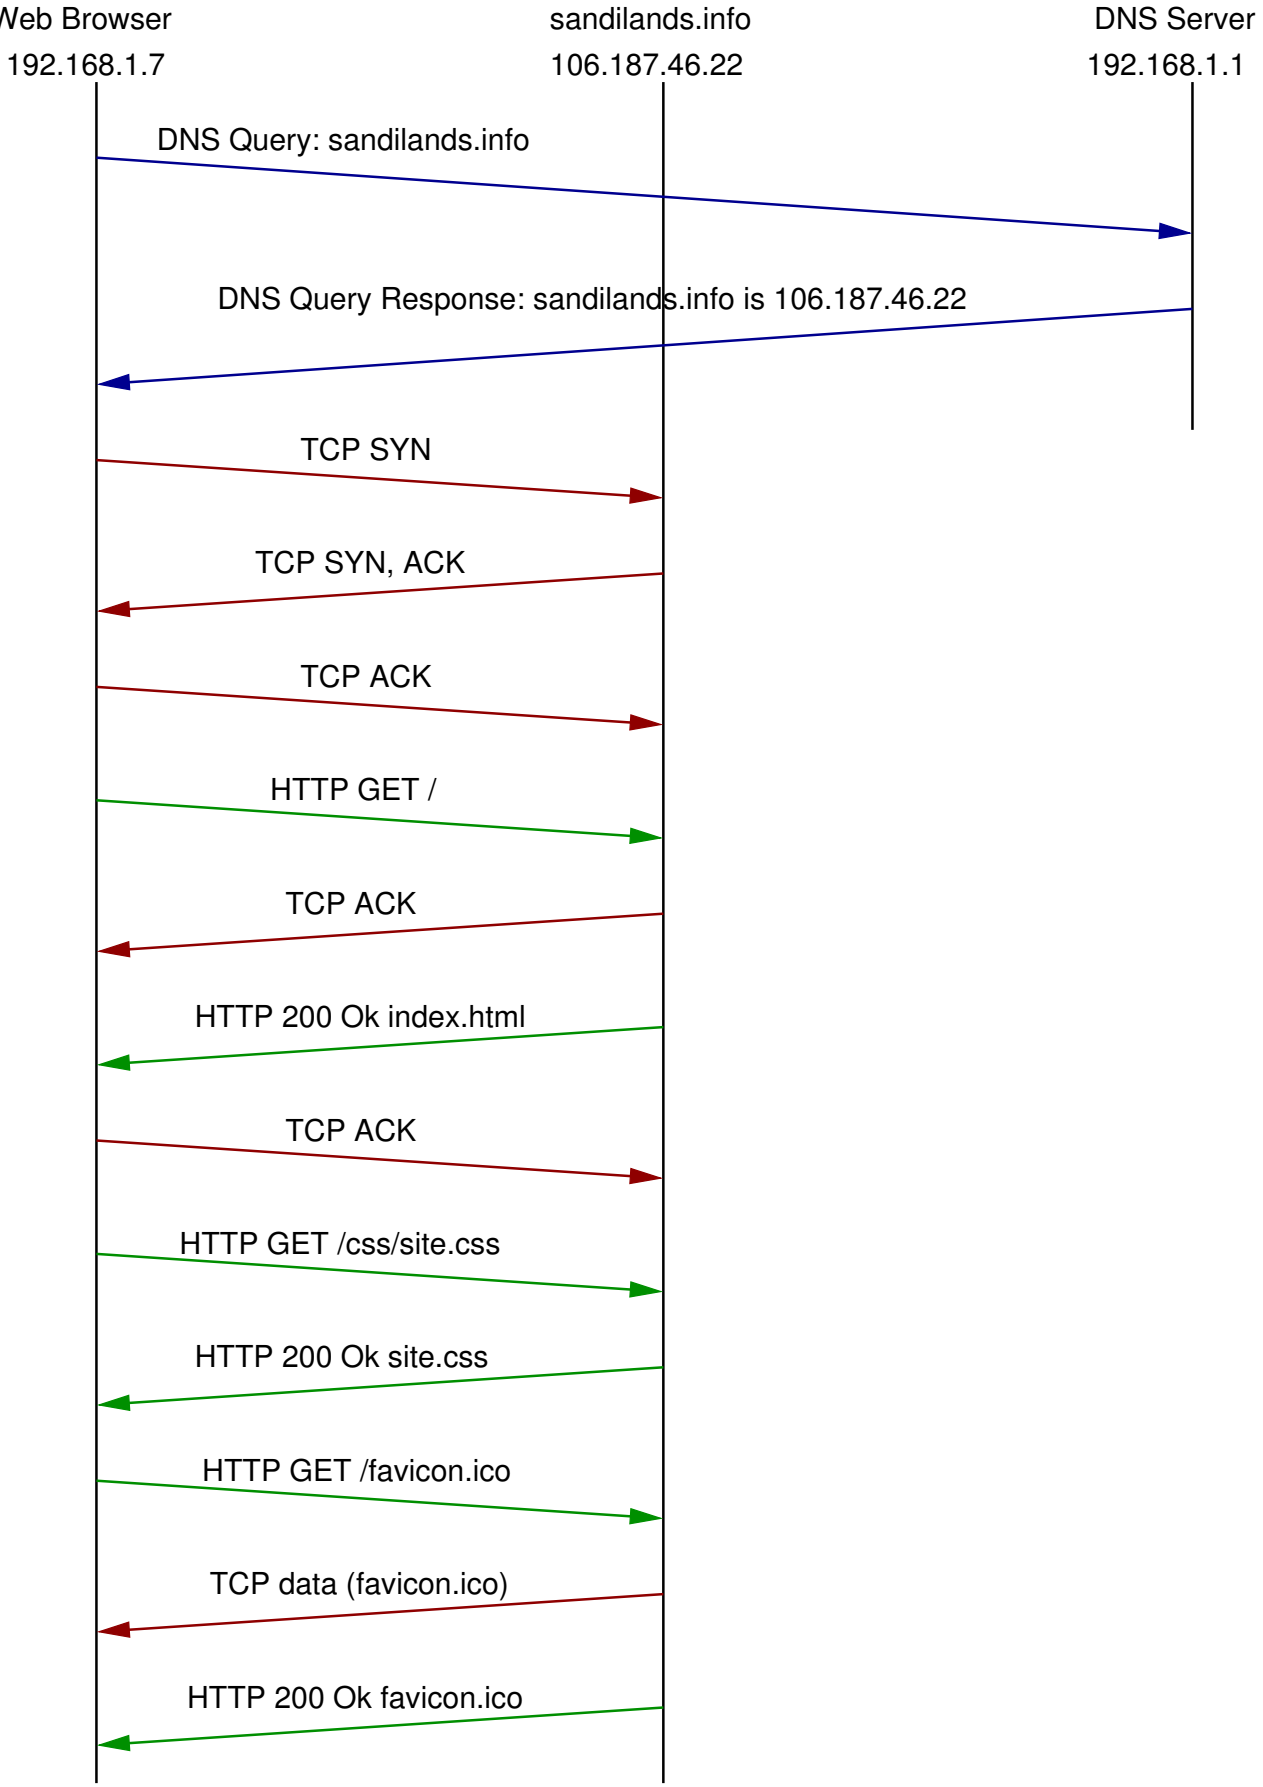 Web Browser sandilands.info DNS Server
192.168.1.7 106.187.46.22 192.168.1.1
DNS Query: sandilands.info
DNS Query Response: sandilands.info is 106.187.46.22
TCP SYN
TCP SYN, ACK
TCP ACK
HTTP GET /
TCP ACK
HTTP 200 Ok index.html
TCP ACK
HTTP GET /css/site.css
HTTP 200 Ok site.css
HTTP GET /favicon.ico
TCP data (favicon.ico)
HTTP 200 Ok favicon.ico